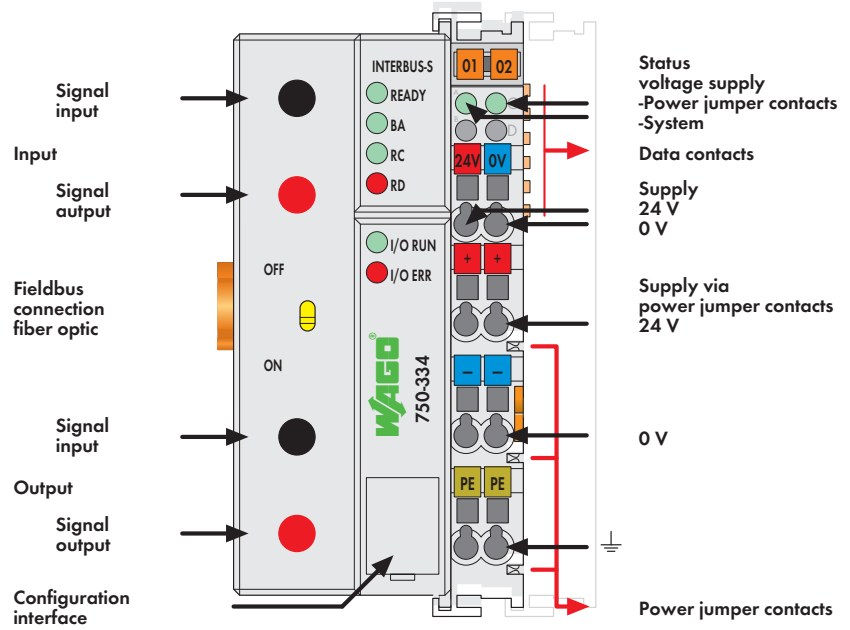 Signal
input
Input
Signal
autput
Fieldbus
connection
fiber optic
Signal
input
Output
Signal
output
Configuration
interface
OFF
ON
INTERBUS-S
READY
BA
RC
RD
I/O RUN
I/O ERR
WAGO
®
750-334
01 02
A
C
B
D
24V 0V
+ +
– –
PE PE
Status
voltage supply
-Power jumper contacts
-System
Data contacts
Supply
24 V
0 V
Supply via
power jumper contacts
24 V
0 V
Power jumper contacts